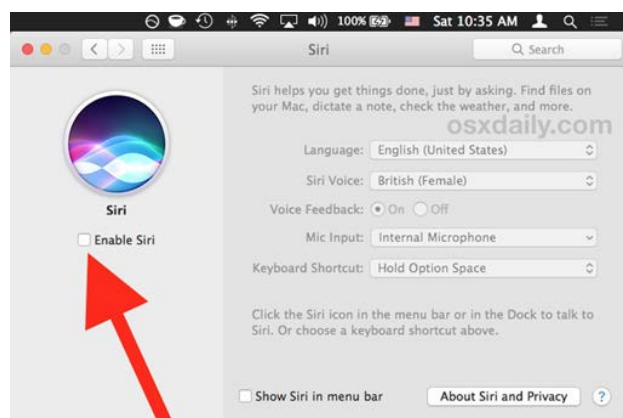 100% Sat 10:35 AM
Siri
Search
Siri helps you get things done, just by asking. Find files on
your Mac, dictate a note, check the weather, and more.
osxdaily.com
Language: English (United States)
Siri Voice: British (Female)
Siri
Voice Feedback: On Off
Enable Siri
Mic Input: Internal Microphone
Keyboard Shortcut: Hold Option Space
Click the Siri icon in the menu bar or in the Dock to talk to
Siri. Or choose a keyboard shortcut above.
Show Siri in menu bar
About Siri and Privacy
?